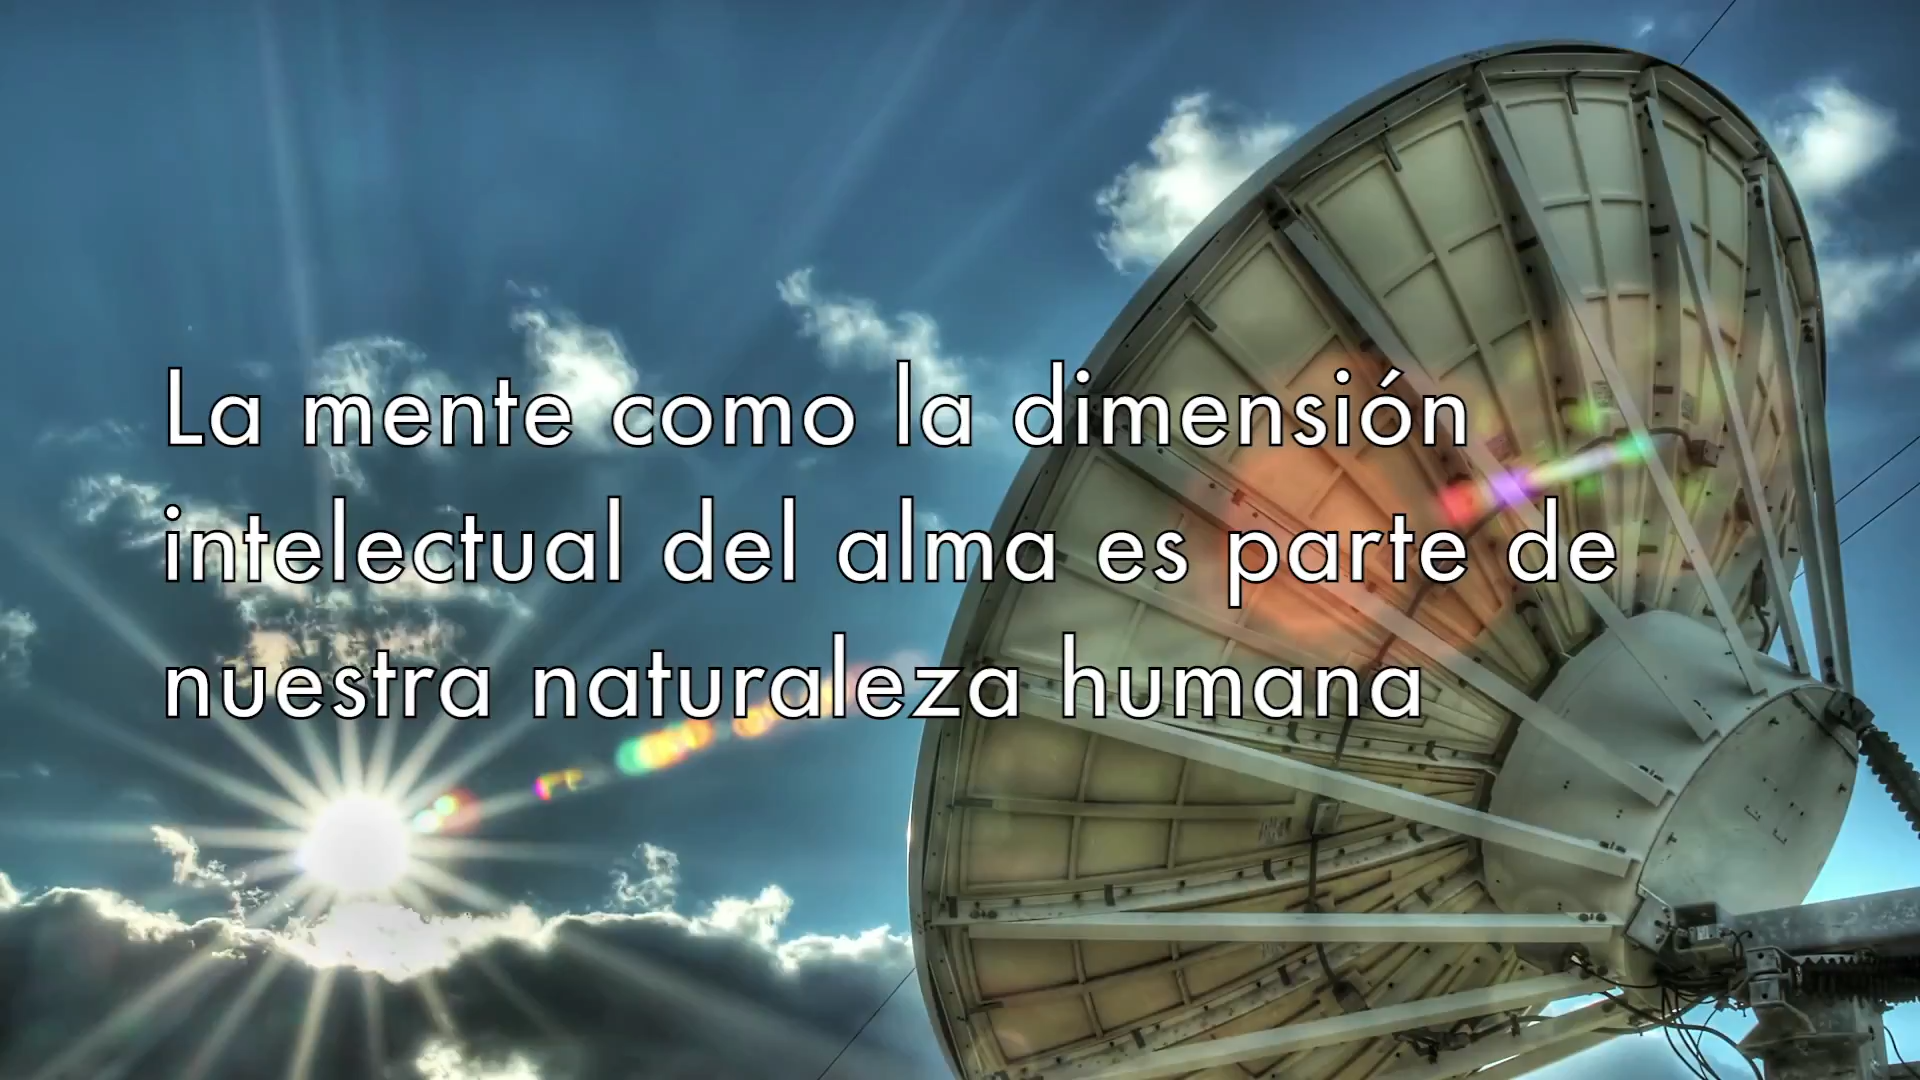 La mente como la dimensión
intelectual del alma es parte de
nuestra naturaleza humana